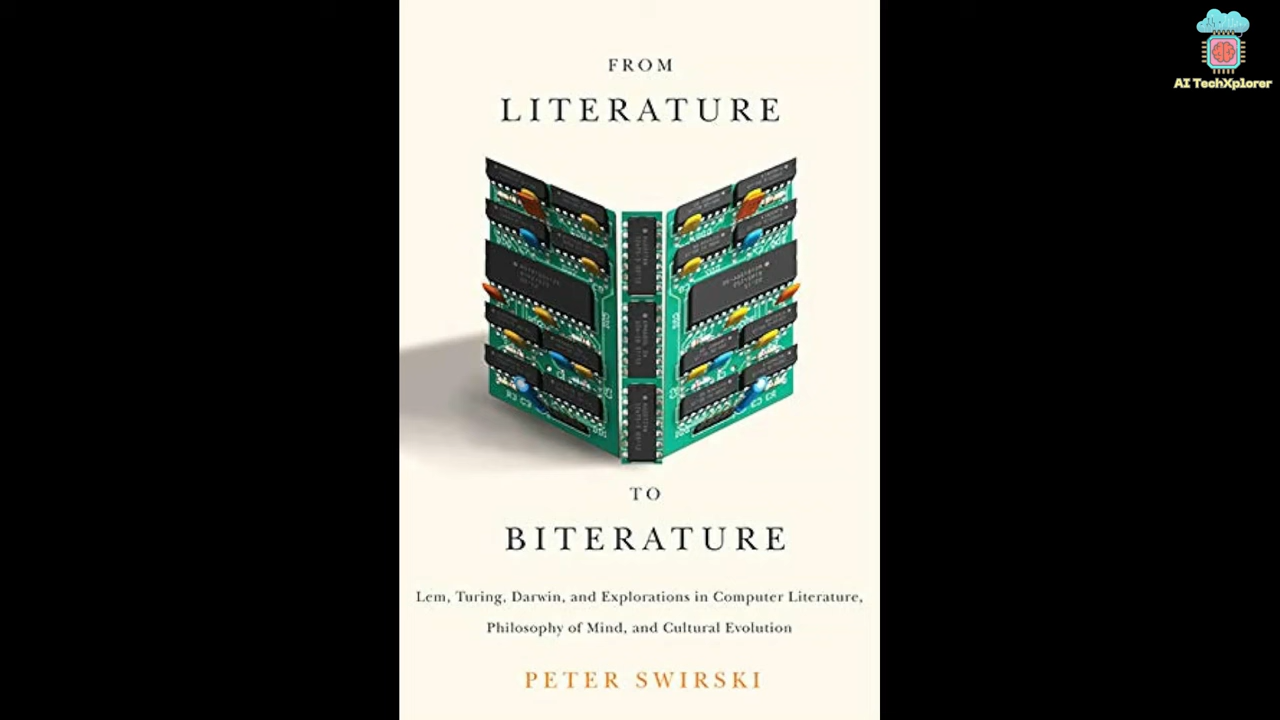 FROM
LITERATURE
TO
BITERATURE
Lem, Turing, Darwin, and Explorations in Computer Literature,
Philosophy of Mind, and Cultural Evolution
PETER SWIRSKI
AI TechXplorer